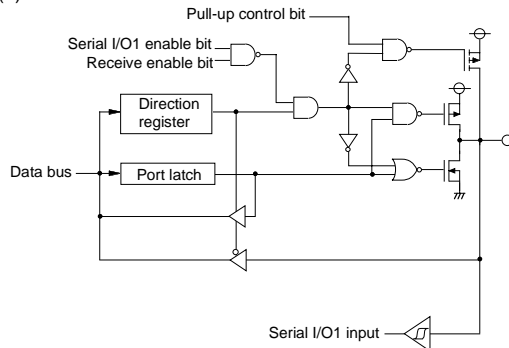 Pull-up control bit
Serial I/O1 enable bit
Receive enable bit
Direction
register
Data bus
Port latch
Serial I/O1 input